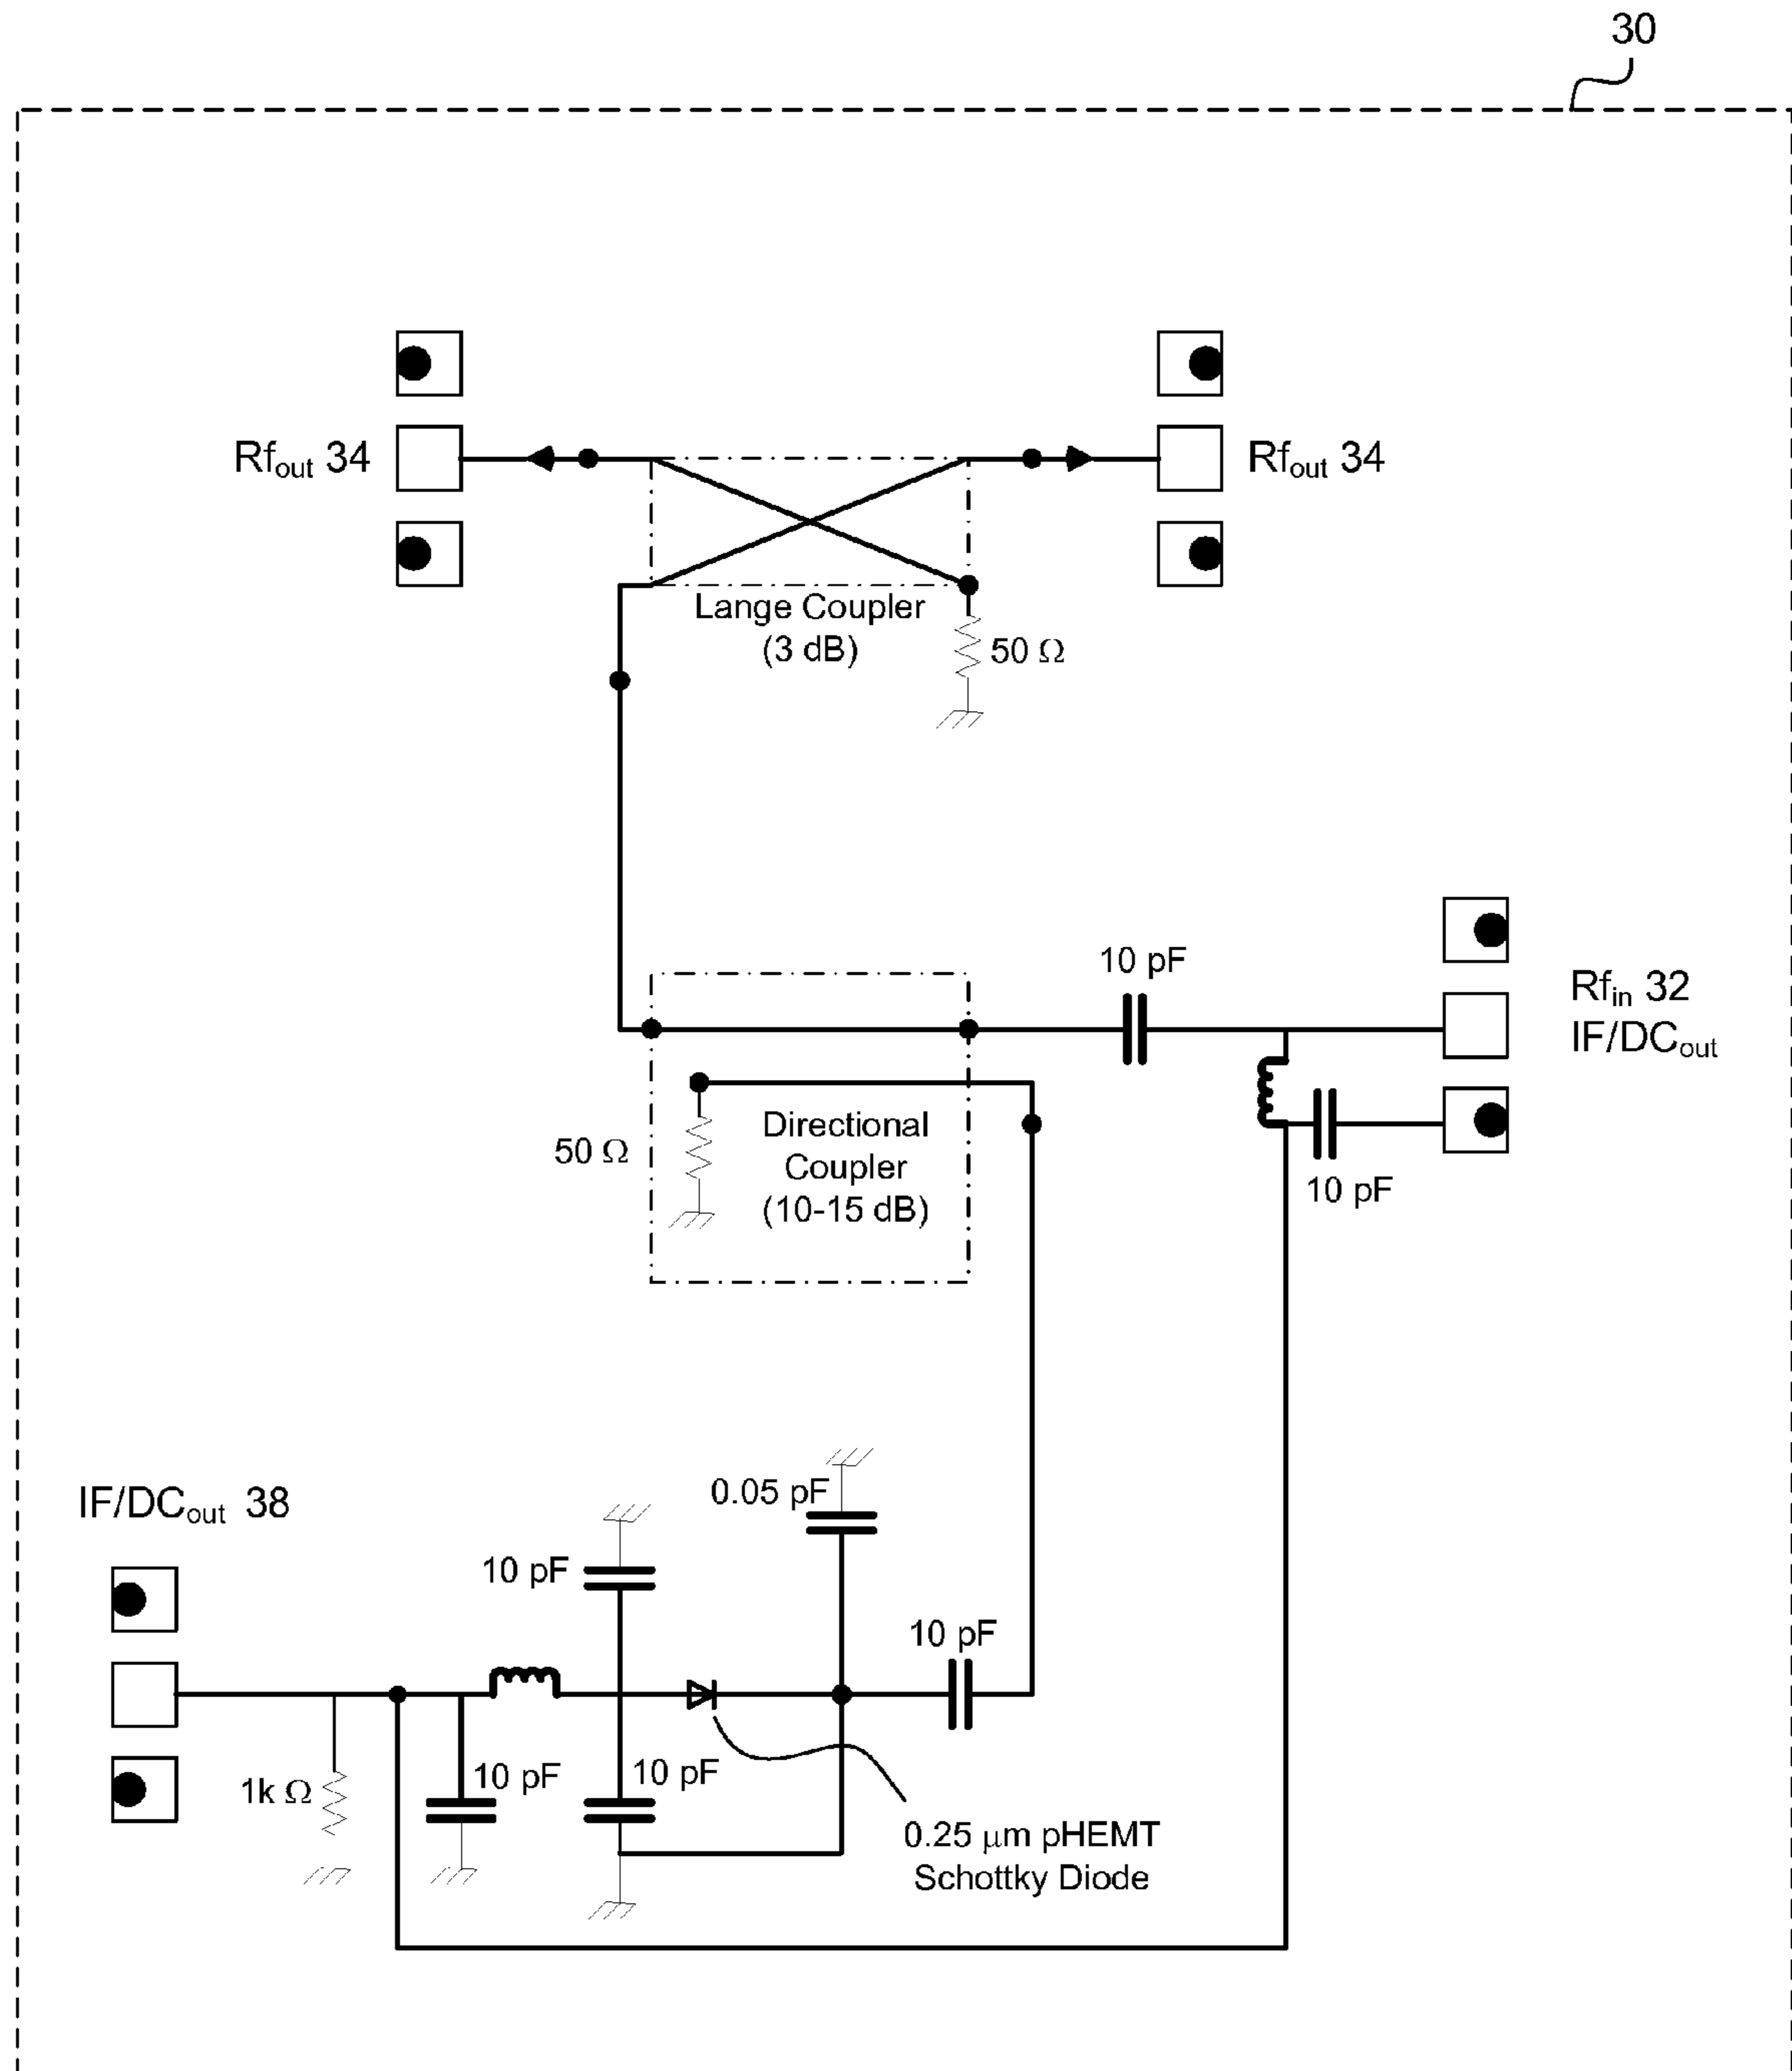 30
Rfout 34
Rfout 34
Lange Coupler
(3 dB)
50 Ω
10 pF
Rfin 32
IF/DCout
50 Ω
Directional
Coupler
(10-15 dB)
10 pF
IF/DCout 38
0.05 pF
10 pF
10 pF
1k Ω
10 pF
10 pF
0.25 μm pHEMT
Schottky Diode